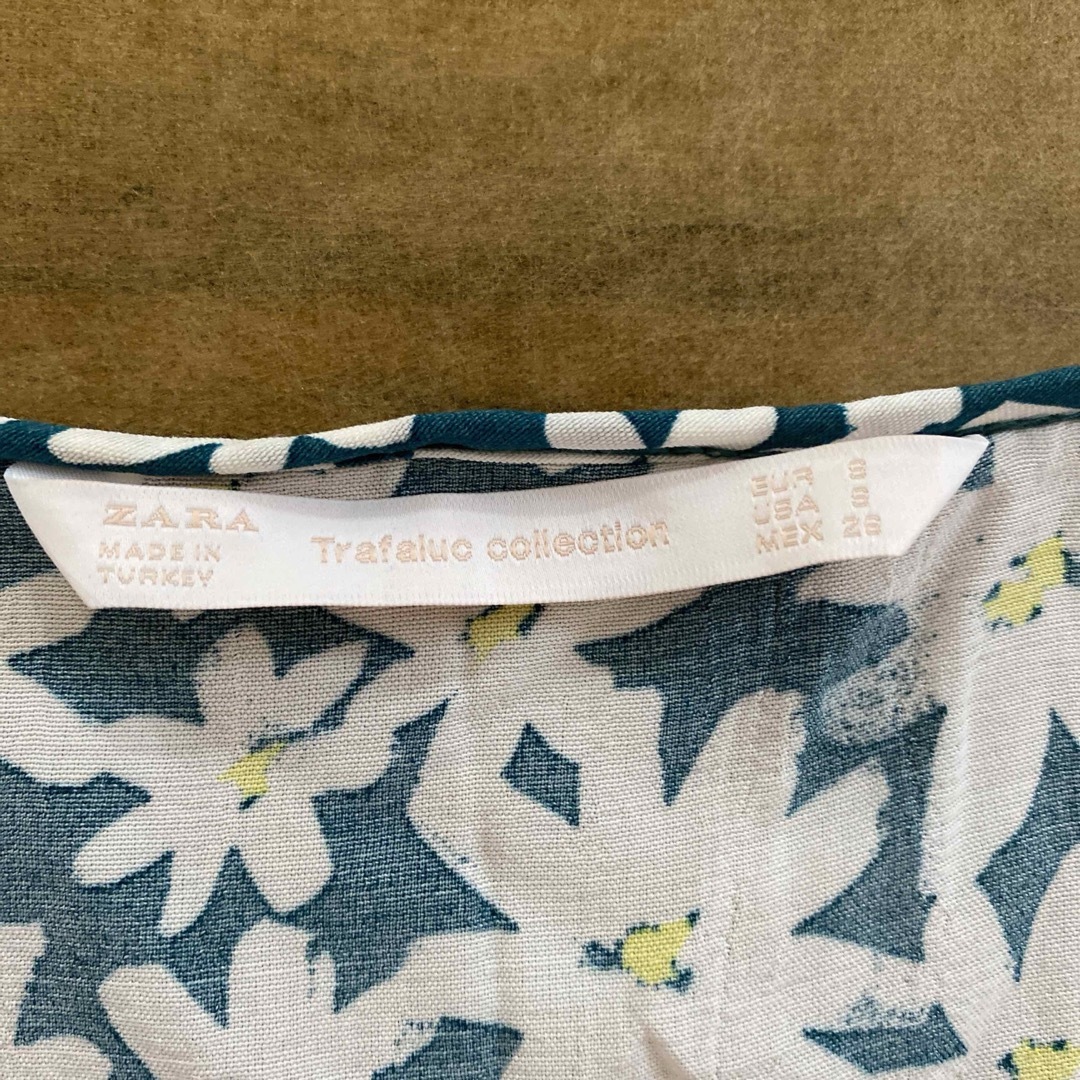 ZARA
MADE IN
TURKEY
Trafaluc collection
EUR S
USA S
MEX 26